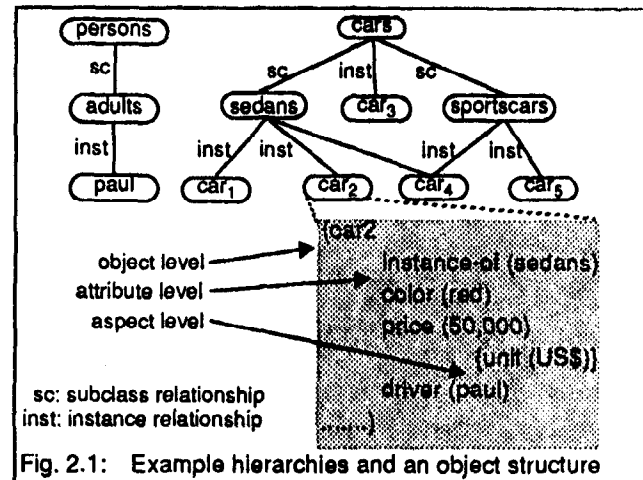 persons
cars
sc
sc
inst
sc
adults
sedans
car3
sportscars
inst
inst
inst
inst
inst
paul
car1
car2
car4
car5
(car2
object level
instance-of (sedans)
attribute level
color (red)
aspect level
price (50,000)
{unit (US$)}
driver (paul)
sc: subclass relationship
inst: instance relationship
.......)
Fig. 2.1: Example hierarchies and an object structure